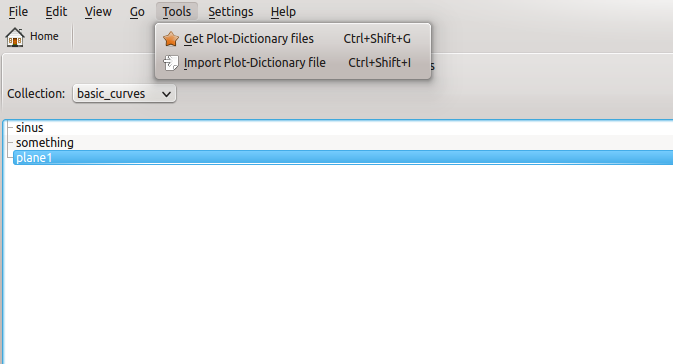 File Edit View Go Tools Settings Help
Home
Get Plot-Dictionary files Ctrl+Shift+G
Import Plot-Dictionary file Ctrl+Shift+I
Collection: basic_curves
sinus
something
plane1